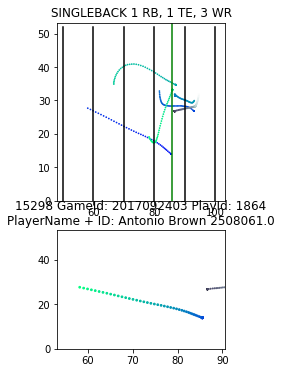 SINGLEBACK 1 RB, 1 TE, 3 WR
50
40
30
20
10
0
60 80 100
15298 GameId: 2017092403 PlayId: 1864
PlayerName + ID: Antonio Brown 2508061.0
40
20
0
60 70 80 90